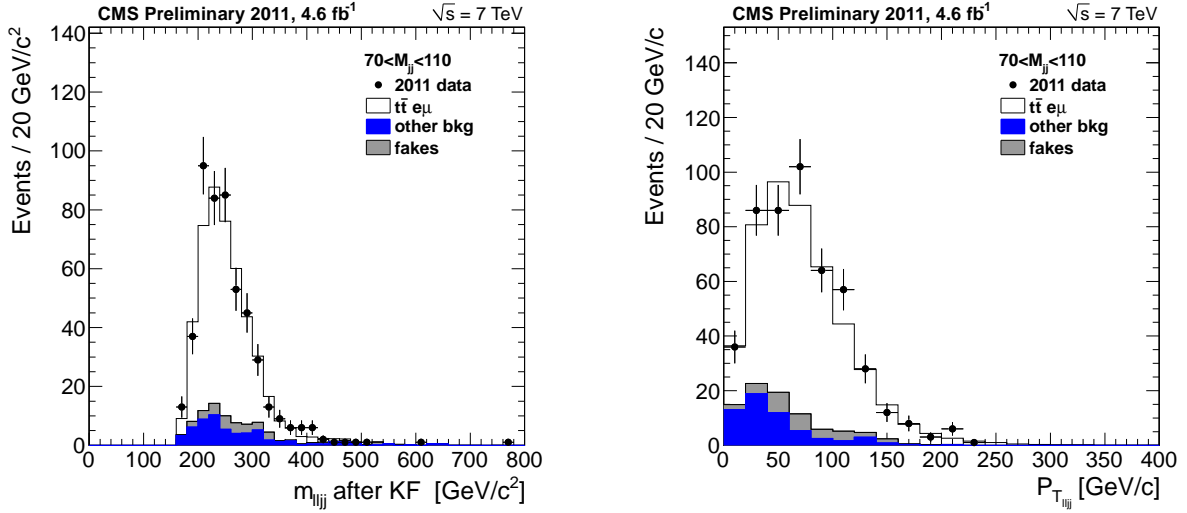 CMS Preliminary 2011, 4.6 fb⁻¹ √s = 7 TeV
Events / 20 GeV/c²
140
120
100
80
60
40
20
0
70<M_jj<110
2011 data
tt̄ eμ
other bkg
fakes
0 100 200 300 400 500 600 700 800
m_lljj after KF [GeV/c²]
CMS Preliminary 2011, 4.6 fb⁻¹ √s = 7 TeV
Events / 20 GeV/c
140
120
100
80
60
40
20
0
70<M_jj<110
2011 data
tt̄ eμ
other bkg
fakes
0 50 100 150 200 250 300 350 400
P_T_lljj [GeV/c]